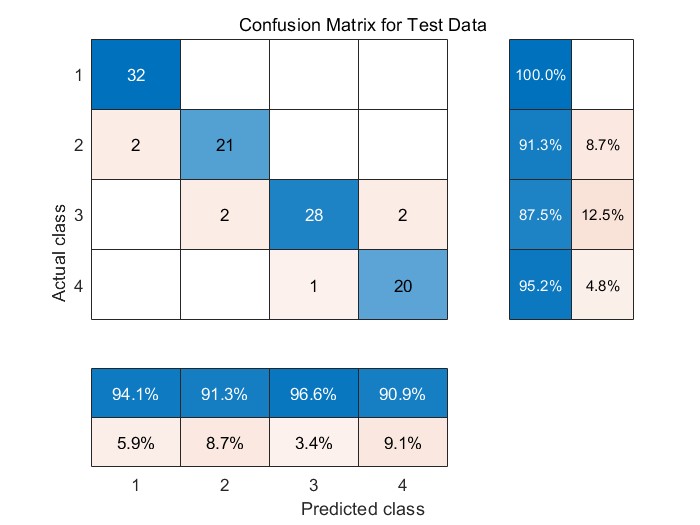 Confusion Matrix for Test Data
1 32 100.0%
2 2 21 91.3% 8.7%
3 2 28 2 87.5% 12.5%
4 1 20 95.2% 4.8%
Actual class
94.1% 91.3% 96.6% 90.9%
5.9% 8.7% 3.4% 9.1%
1 2 3 4
Predicted class